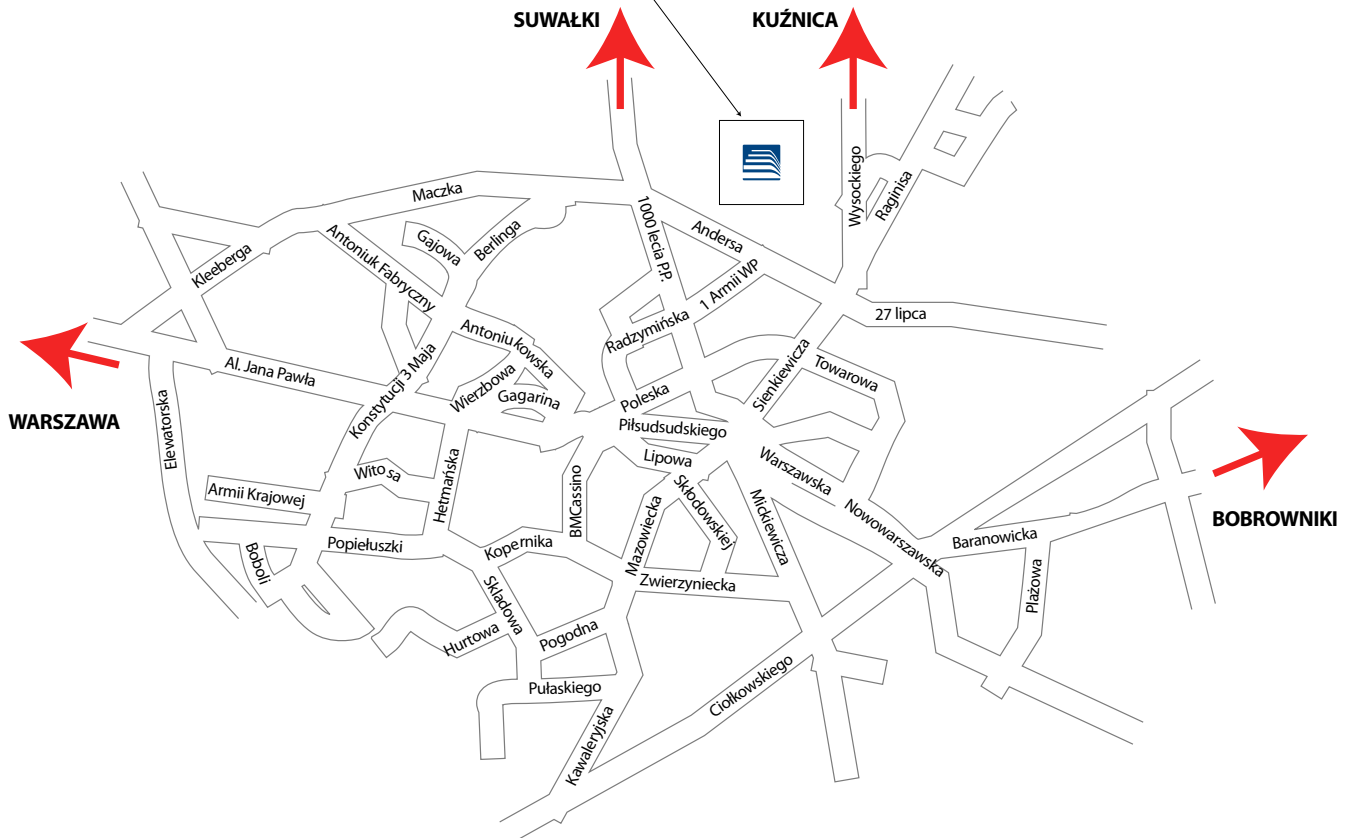 SUWAŁKI
KUŹNICA
Wysockiego
Raginisa
Maczka
1000 lecia P.P.
Andersa
Gajowa
Berlinga
Kleeberga
Antoniuk Fabryczny
1 Armii WP
27 lipca
Radzymińska
Antoniukowska
Al. Jana Pawła
Konstytucji 3 Maja
Wierzbowa
Gagarina
Sienkiewicza
Towarowa
Poleska
WARSZAWA
Elewatorska
Piłsudsudskiego
Lipowa
Warszawska
Witosa
Hetmańska
BMCassino
Armii Krajowej
Mazowiecka
Skłodowskiej
Mickiewicza
Nowowarszawska
BOBROWNIKI
Popiełuszki
Kopernika
Baranowicka
Boboli
Zwierzyniecka
Plażowa
Skladowa
Hurtowa
Pogodna
Pułaskiego
Ciołkowskiego
Kawaleryjska